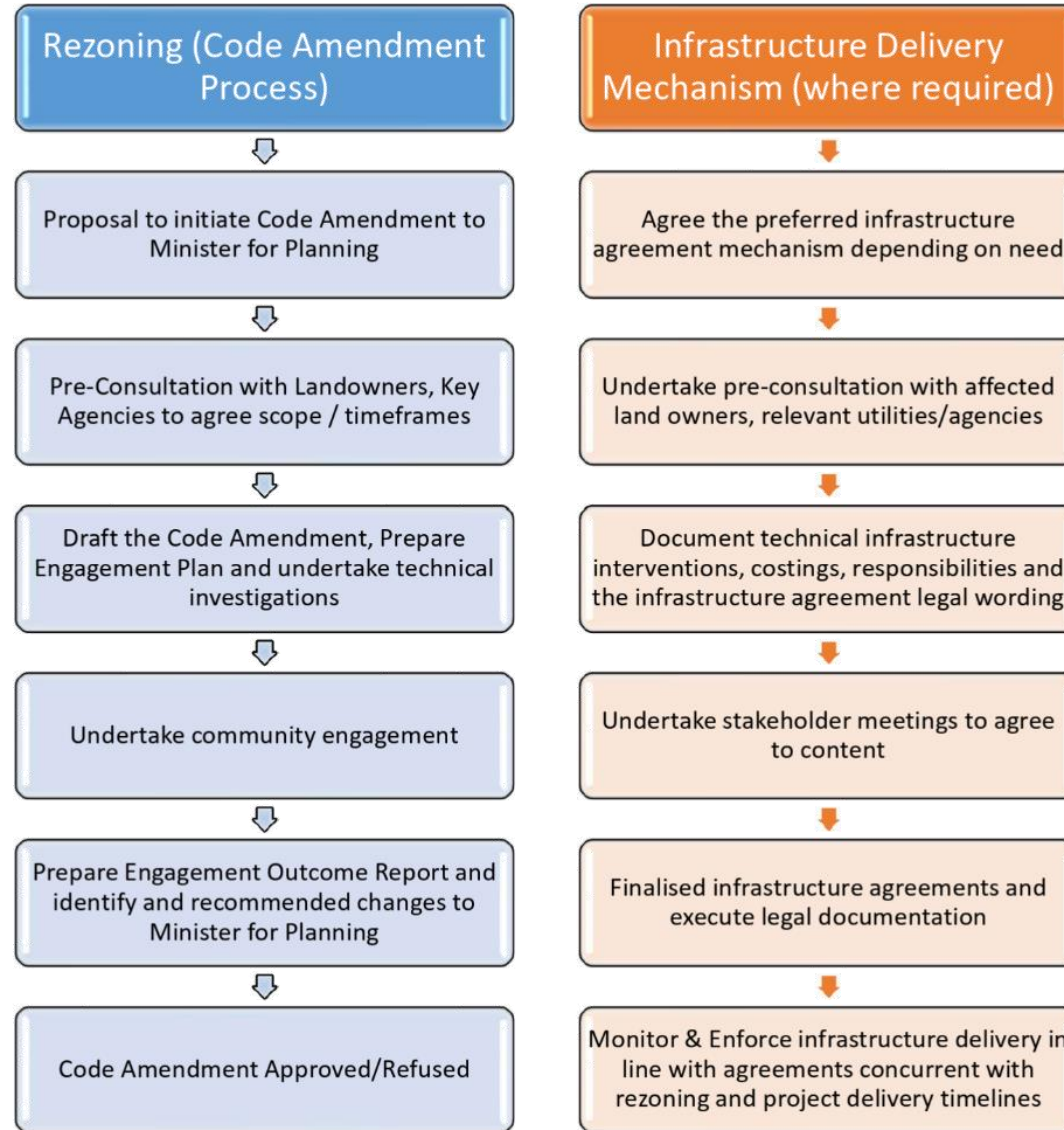 Rezoning (Code Amendment
Process)
Proposal to initiate Code Amendment to
Minister for Planning
Pre-Consultation with Landowners, Key
Agencies to agree scope / timeframes
Draft the Code Amendment, Prepare
Engagement Plan and undertake technical
investigations
Undertake community engagement
Prepare Engagement Outcome Report and
identify and recommended changes to
Minister for Planning
Code Amendment Approved/Refused
Infrastructure Delivery
Mechanism (where required)
Agree the preferred infrastructure
agreement mechanism depending on need
Undertake pre-consultation with affected
land owners, relevant utilities/agencies
Document technical infrastructure
interventions, costings, responsibilities and
the infrastructure agreement legal wording
Undertake stakeholder meetings to agree
to content
Finalised infrastructure agreements and
execute legal documentation
Monitor & Enforce infrastructure delivery in
line with agreements concurrent with
rezoning and project delivery timelines